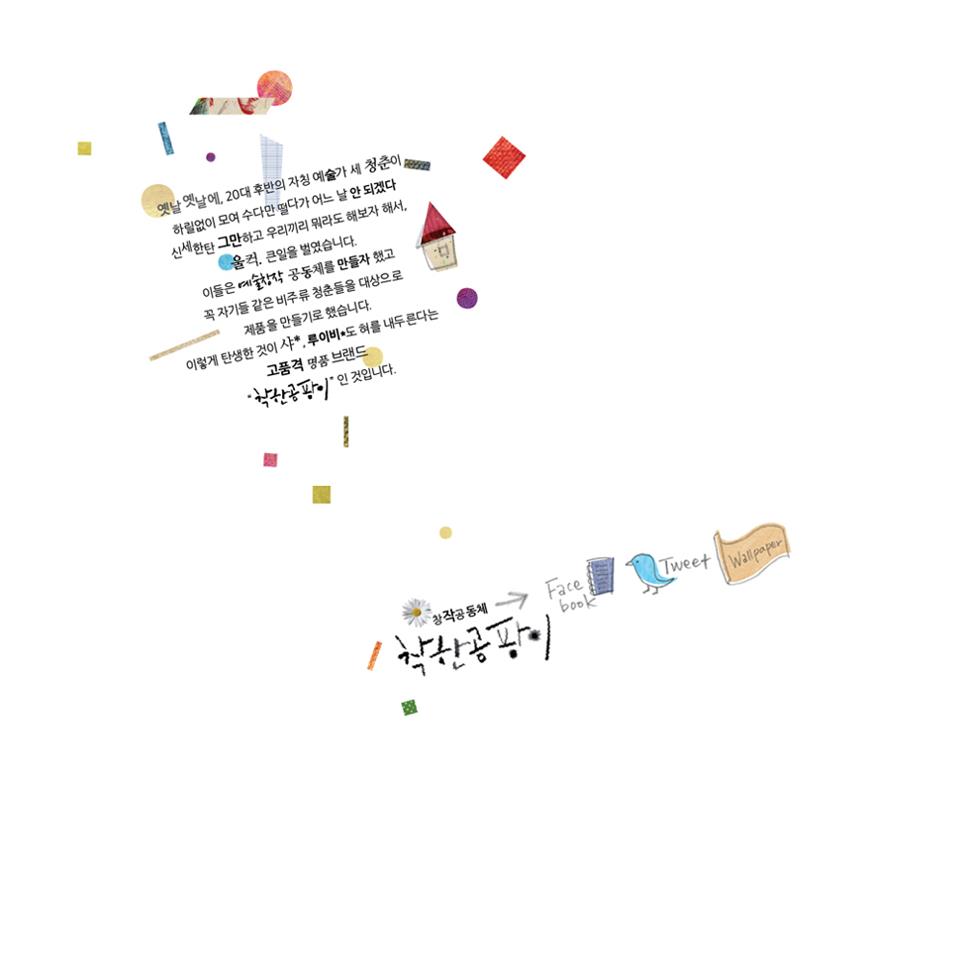 옛날 옛날에, 20대 후반의 자칭 예술가 세 청춘이
하릴없이 모여 수다만 떨다가 어느 날 안 되겠다
신세한탄 그만하고 우리끼리 뭐라도 해보자 해서,
울컥, 큰일을 벌였습니다.
이들은 예술창작 공동체를 만들자 했고
꼭 자기들 같은 비주류 청춘들을 대상으로
제품을 만들기로 했습니다.
이렇게 탄생한 것이 샤*, 루이비*도 혀를 내두른다는
고품격 명품 브랜드
"착한공팡이" 인 것입니다.
Face book
Tweet
Wallpaper
창작공동체
착한공팡이